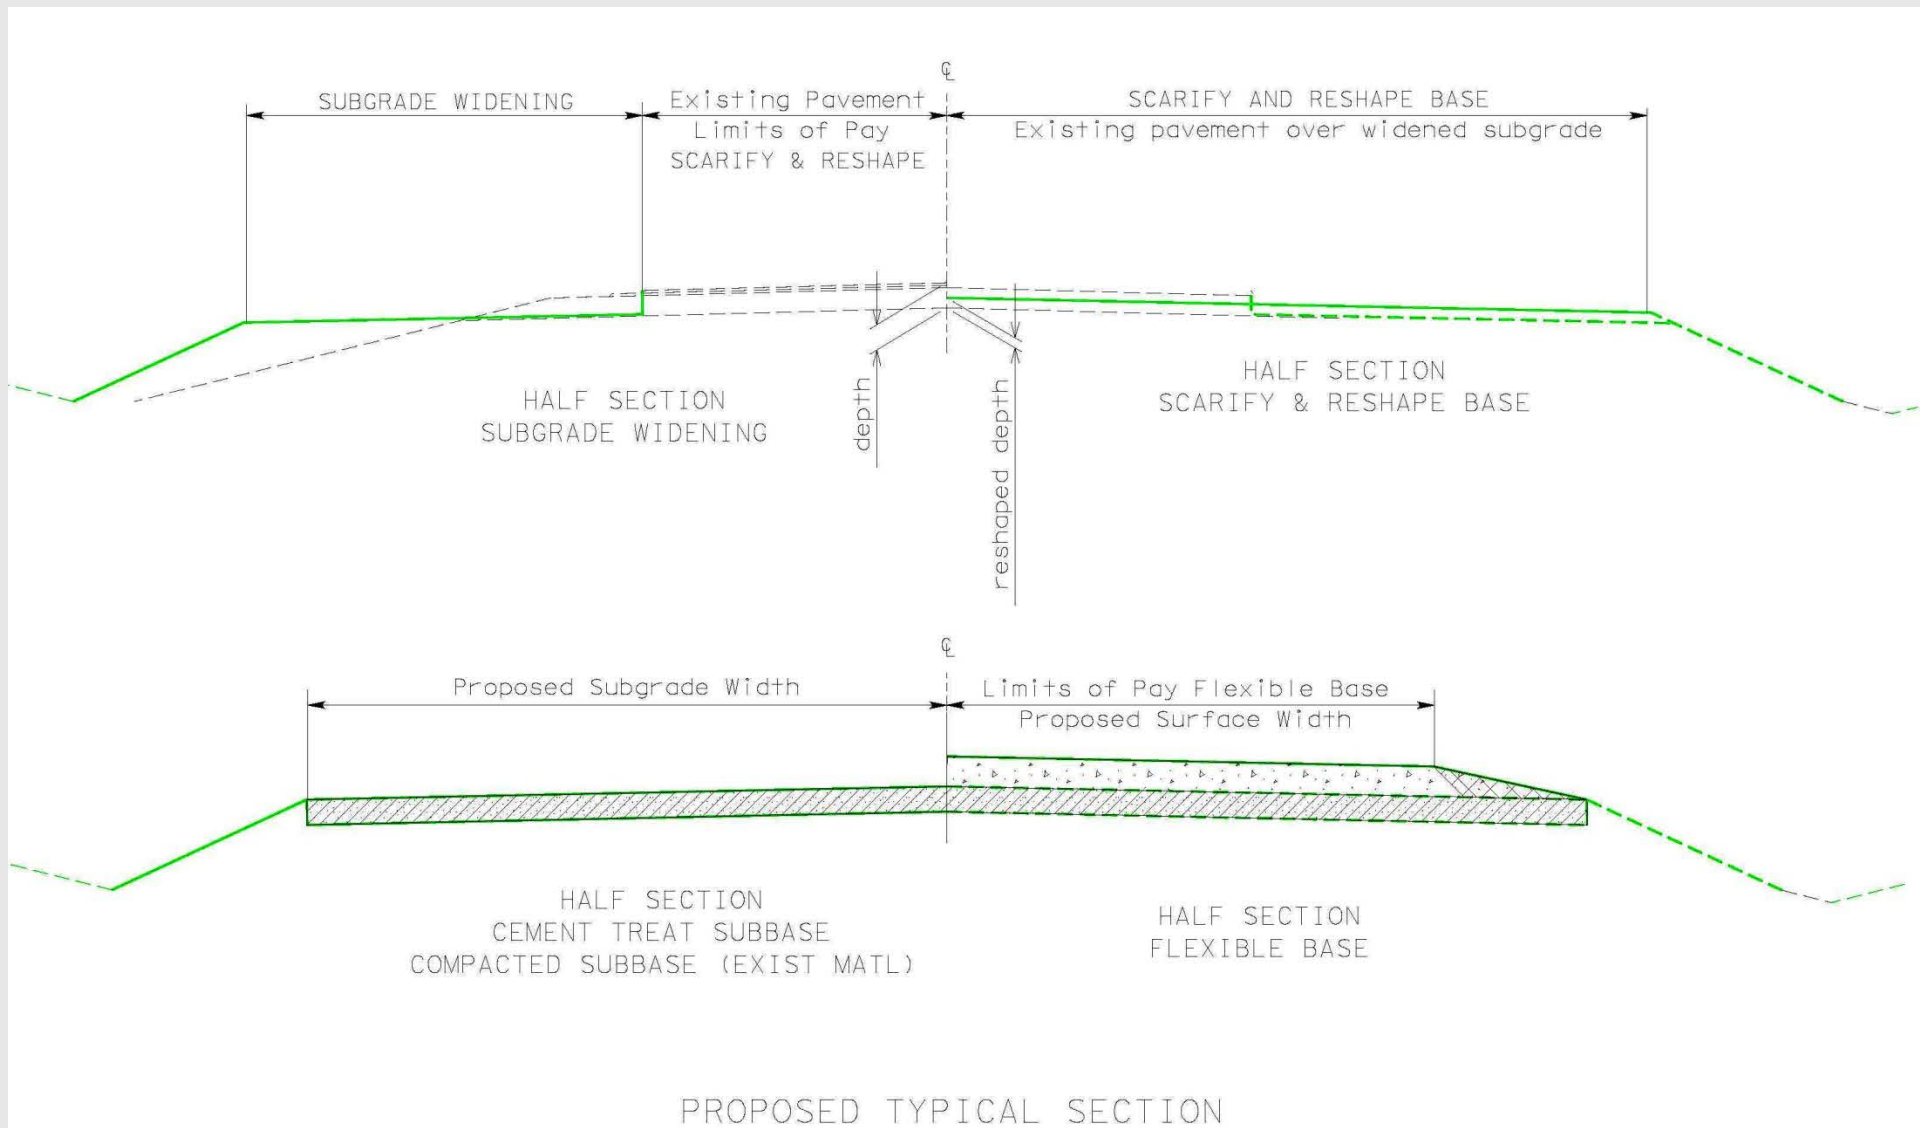 ℄
SUBGRADE WIDENING
Existing Pavement
Limits of Pay
SCARIFY & RESHAPE
SCARIFY AND RESHAPE BASE
Existing pavement over widened subgrade
HALF SECTION
SUBGRADE WIDENING
depth
reshaped depth
HALF SECTION
SCARIFY & RESHAPE BASE
℄
Proposed Subgrade Width
Limits of Pay Flexible Base
Proposed Surface Width
HALF SECTION
CEMENT TREAT SUBBASE
COMPACTED SUBBASE (EXIST MATL)
HALF SECTION
FLEXIBLE BASE
PROPOSED TYPICAL SECTION